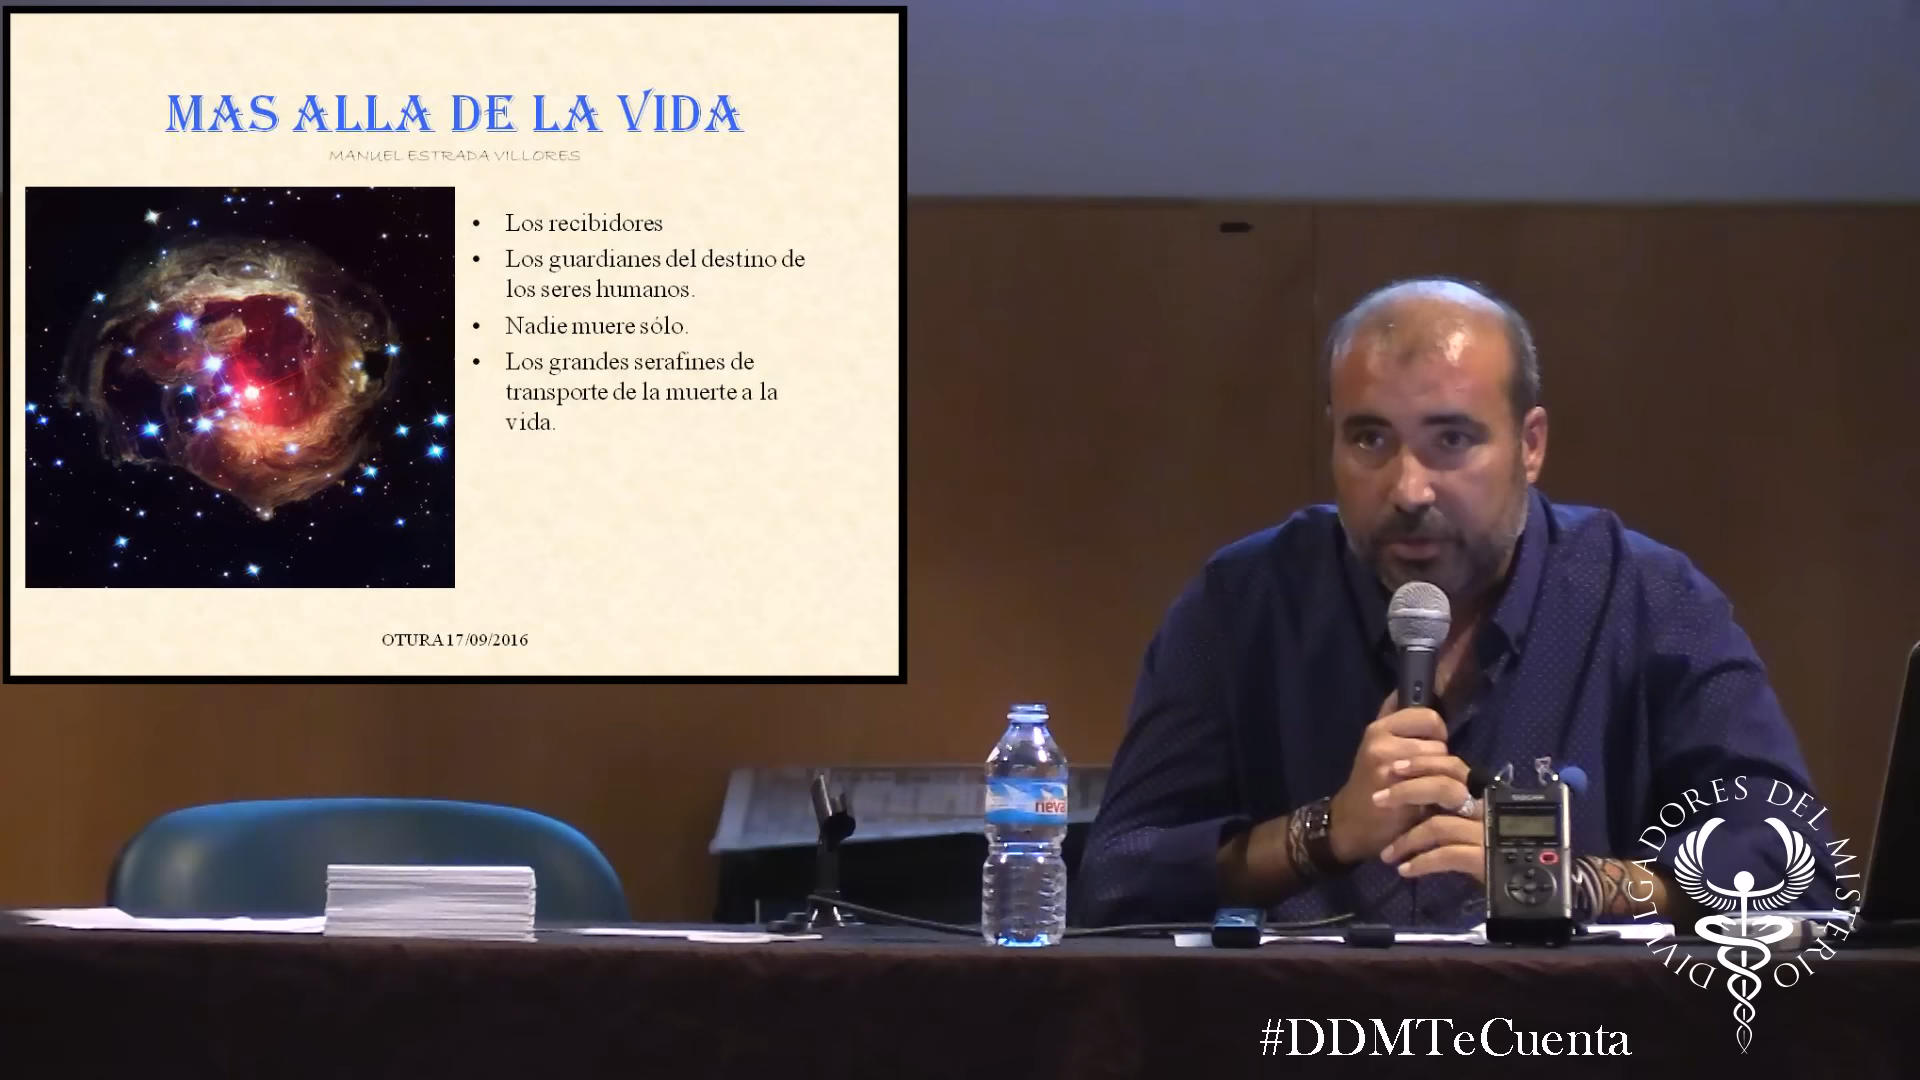 MAS ALLA DE LA VIDA
MANUEL ESTRADA VILLORES
• Los recibidores
• Los guardianes del destino de
los seres humanos.
• Nadie muere sólo.
• Los grandes serafines de
transporte de la muerte a la
vida.
OTURA 17/09/2016
neval
TASCAM
DIVULGADORES DEL MISTERIO
#DDMTeCuenta